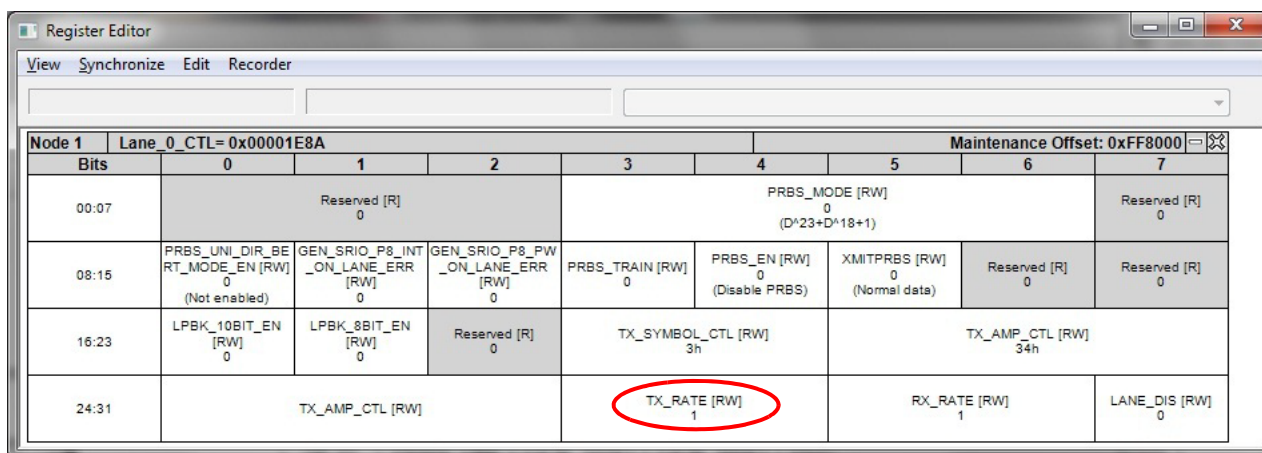 Register Editor
View Synchronize Edit Recorder
Node 1 Lane_0_CTL= 0x00001E8A Maintenance Offset: 0xFF8000
Bits 0 1 2 3 4 5 6 7
00:07
Reserved [R]
0
PRBS_MODE [RW]
0
(D^23+D^18+1)
Reserved [R]
0
08:15
PRBS_UNI_DIR_BE
RT_MODE_EN [RW]
0
(Not enabled)
GEN_SRIO_P8_INT
_ON_LANE_ERR
[RW]
0
GEN_SRIO_P8_PW
_ON_LANE_ERR
[RW]
0
PRBS_TRAIN [RW]
0
PRBS_EN [RW]
0
(Disable PRBS)
XMITPRBS [RW]
0
(Normal data)
Reserved [R]
0
Reserved [R]
0
16:23
LPBK_10BIT_EN
[RW]
0
LPBK_8BIT_EN
[RW]
0
Reserved [R]
0
TX_SYMBOL_CTL [RW]
3h
TX_AMP_CTL [RW]
34h
24:31
TX_AMP_CTL [RW]
TX_RATE [RW]
1
RX_RATE [RW]
1
LANE_DIS [RW]
0